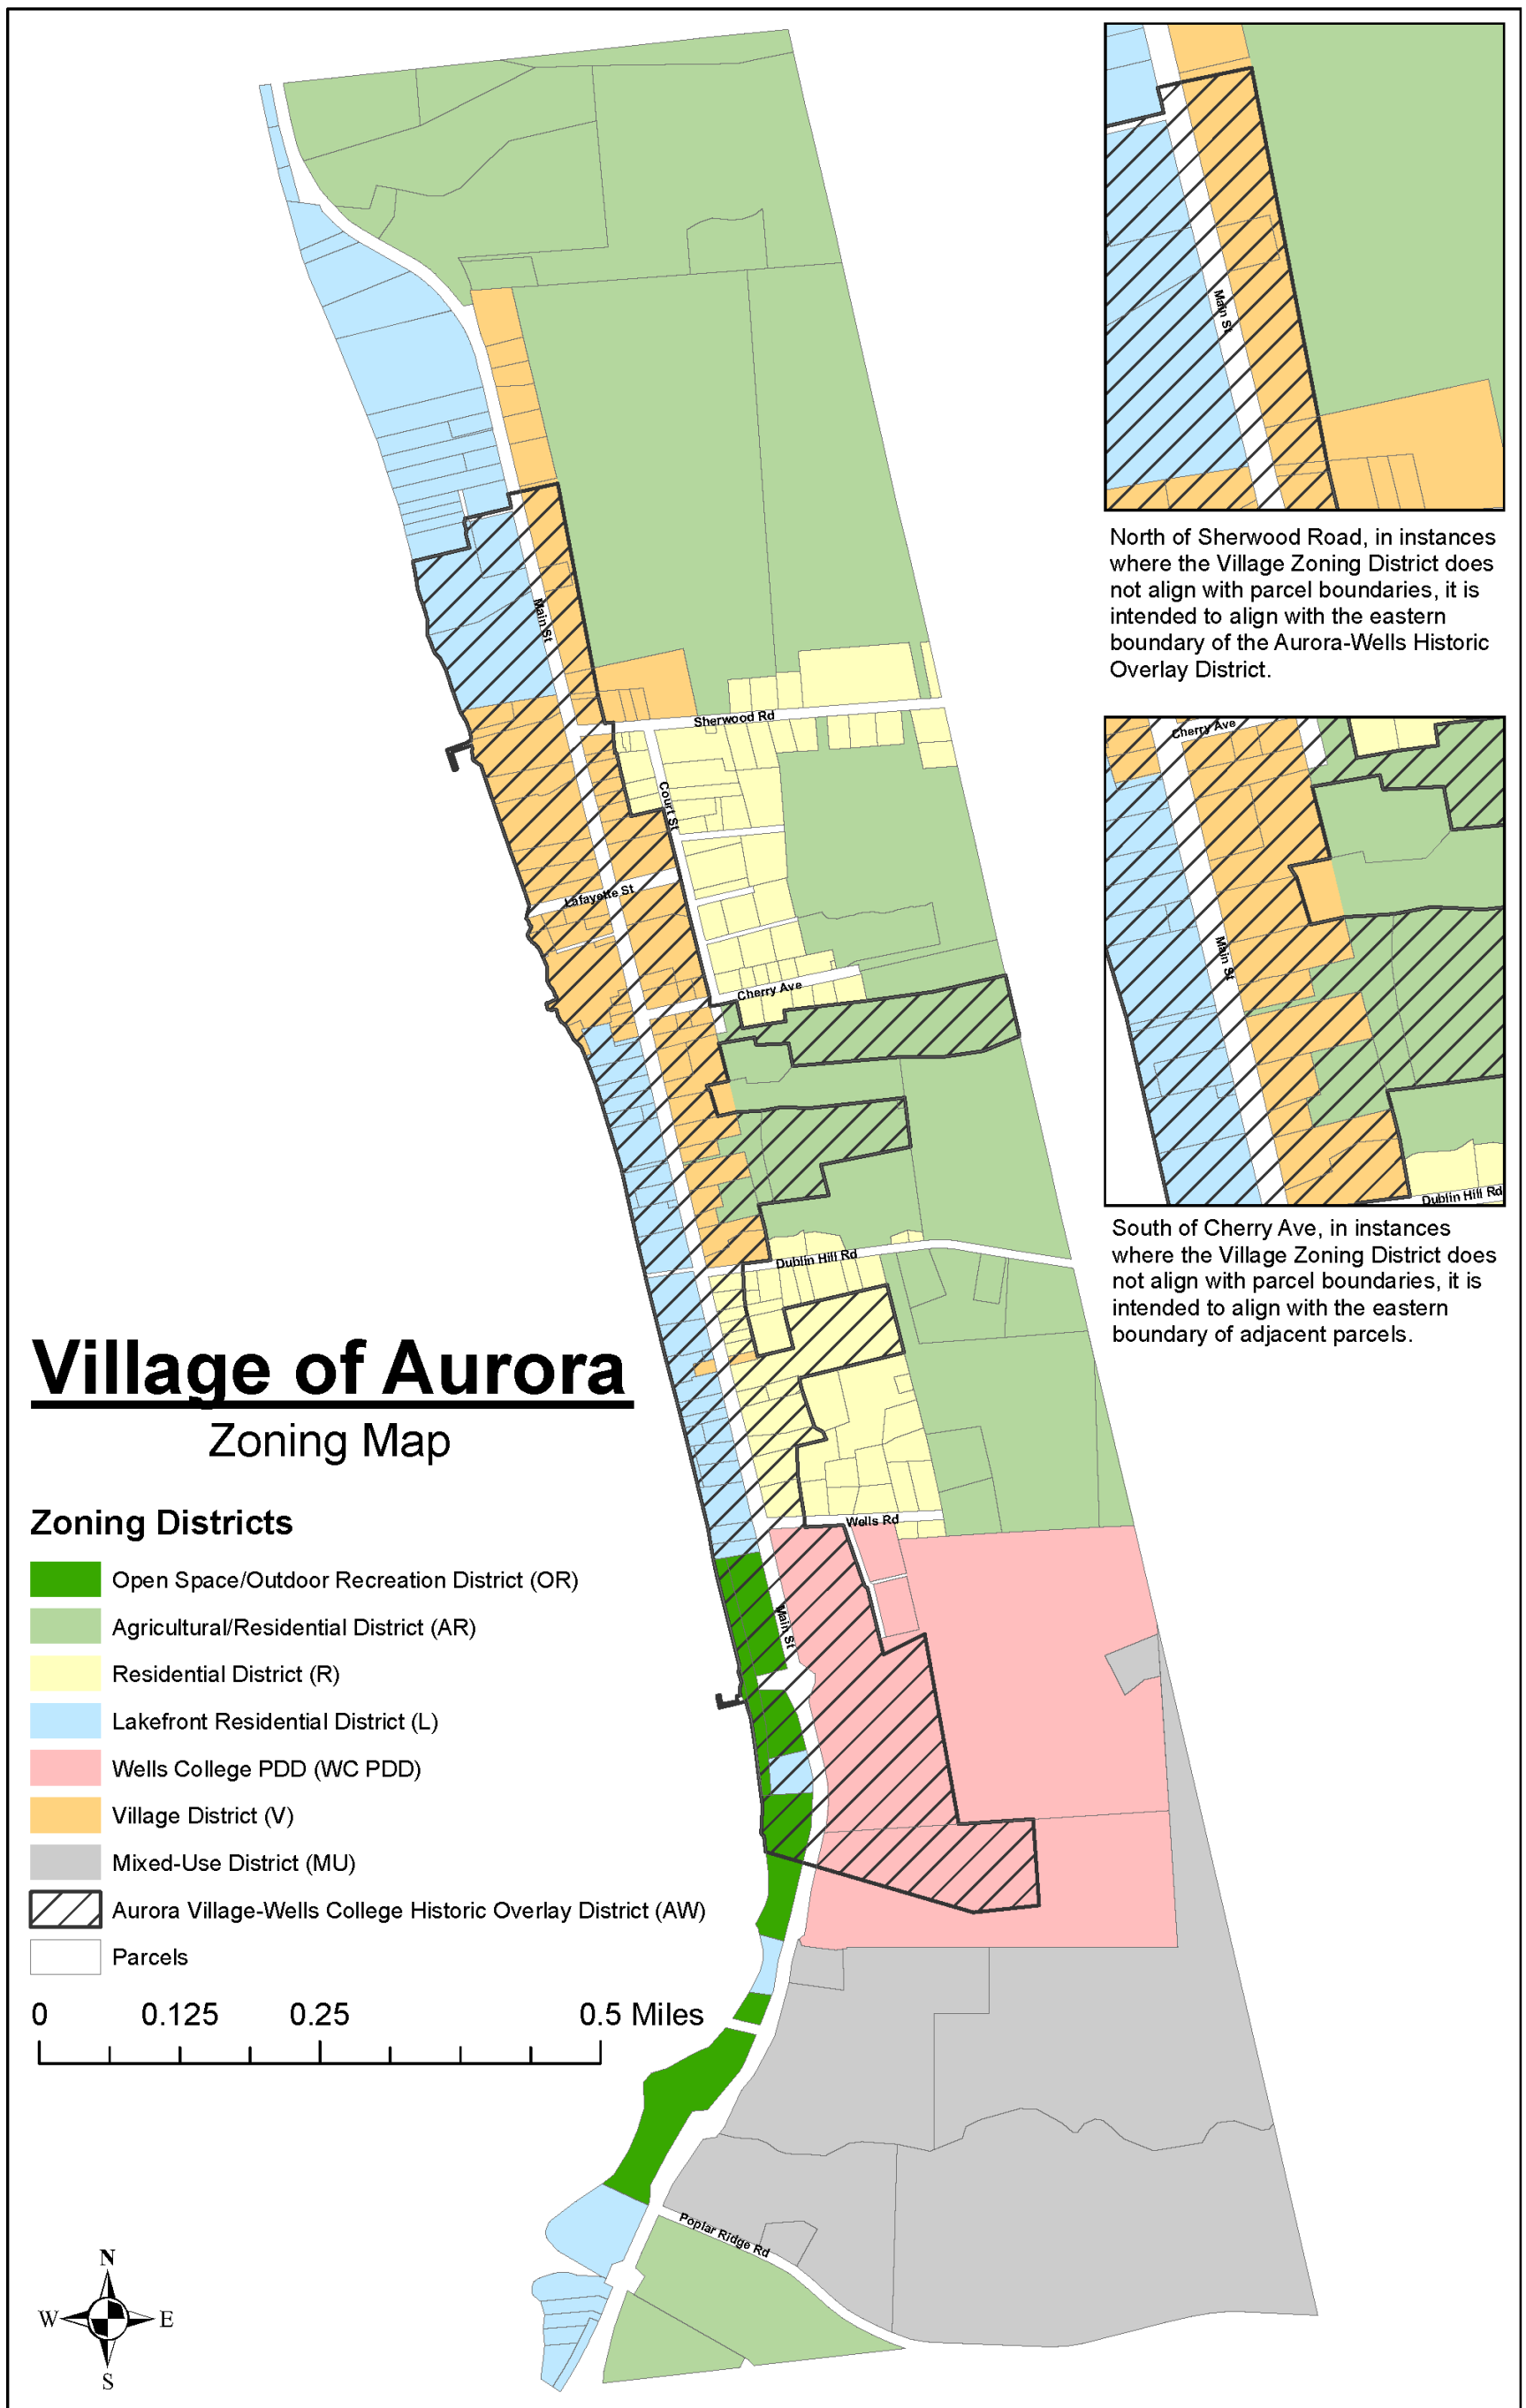 Main St
North of Sherwood Road, in instances
where the Village Zoning District does
not align with parcel boundaries, it is
intended to align with the eastern
boundary of the Aurora-Wells Historic
Overlay District.
Main St
Sherwood Rd
Court St
Lafayette St
Cherry Ave
Dublin Hill Rd
Wells Rd
Main St
Poplar Ridge Rd
Cherry Ave
Main St
Dublin Hill Rd
South of Cherry Ave, in instances
where the Village Zoning District does
not align with parcel boundaries, it is
intended to align with the eastern
boundary of adjacent parcels.
Village of Aurora
Zoning Map
Zoning Districts
Open Space/Outdoor Recreation District (OR)
Agricultural/Residential District (AR)
Residential District (R)
Lakefront Residential District (L)
Wells College PDD (WC PDD)
Village District (V)
Mixed-Use District (MU)
Aurora Village-Wells College Historic Overlay District (AW)
Parcels
0 0.125 0.25 0.5 Miles
N
W E
S